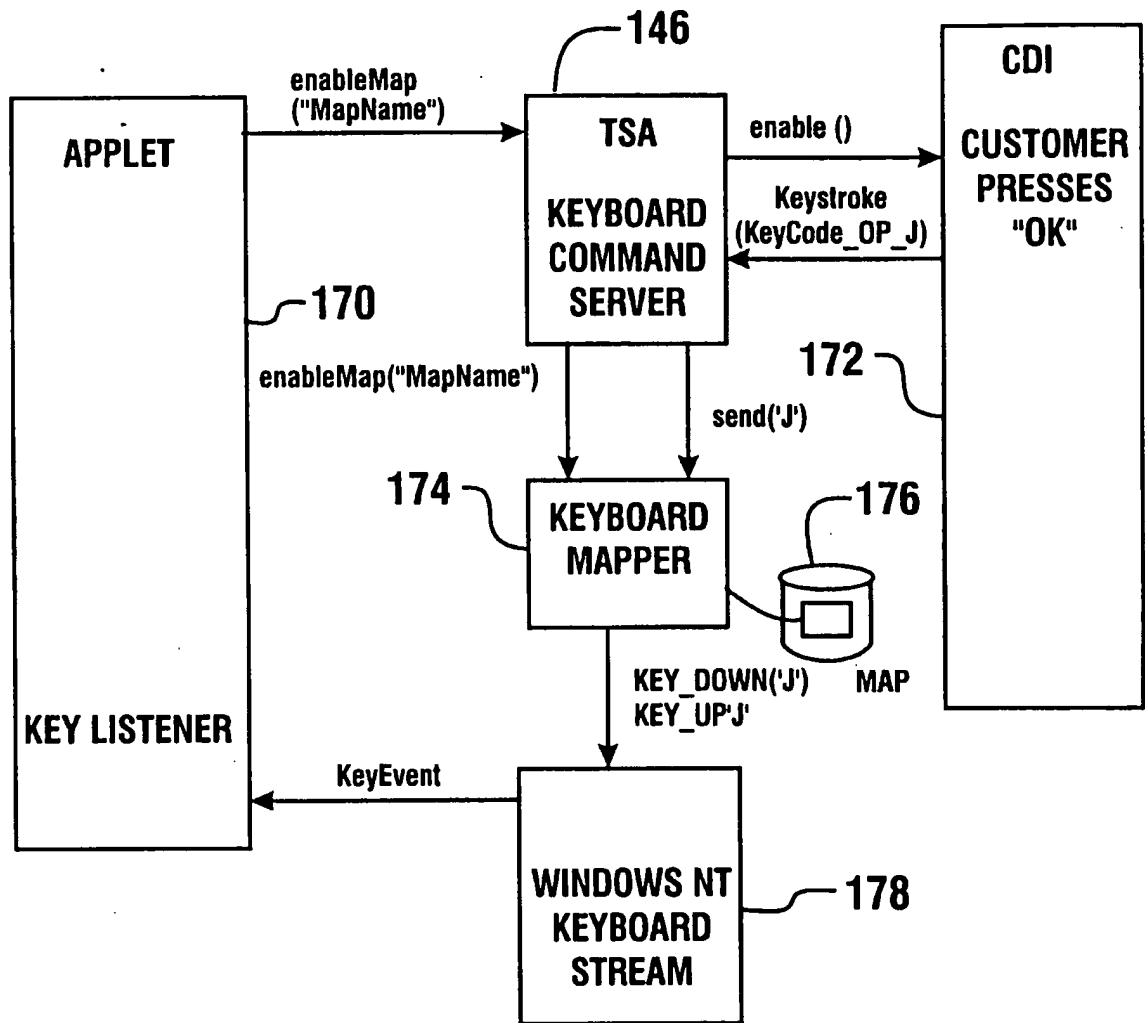 146
enableMap
("MapName")
APPLET
TSA
KEYBOARD
COMMAND
SERVER
enable ()
Keystroke
(KeyCode_OP_J)
CDI
CUSTOMER
PRESSES
"OK"
170
172
enableMap("MapName")
send('J')
174
KEYBOARD
MAPPER
176
MAP
KEY_DOWN('J')
KEY_UP'J'
KEY LISTENER
KeyEvent
WINDOWS NT
KEYBOARD
STREAM
178